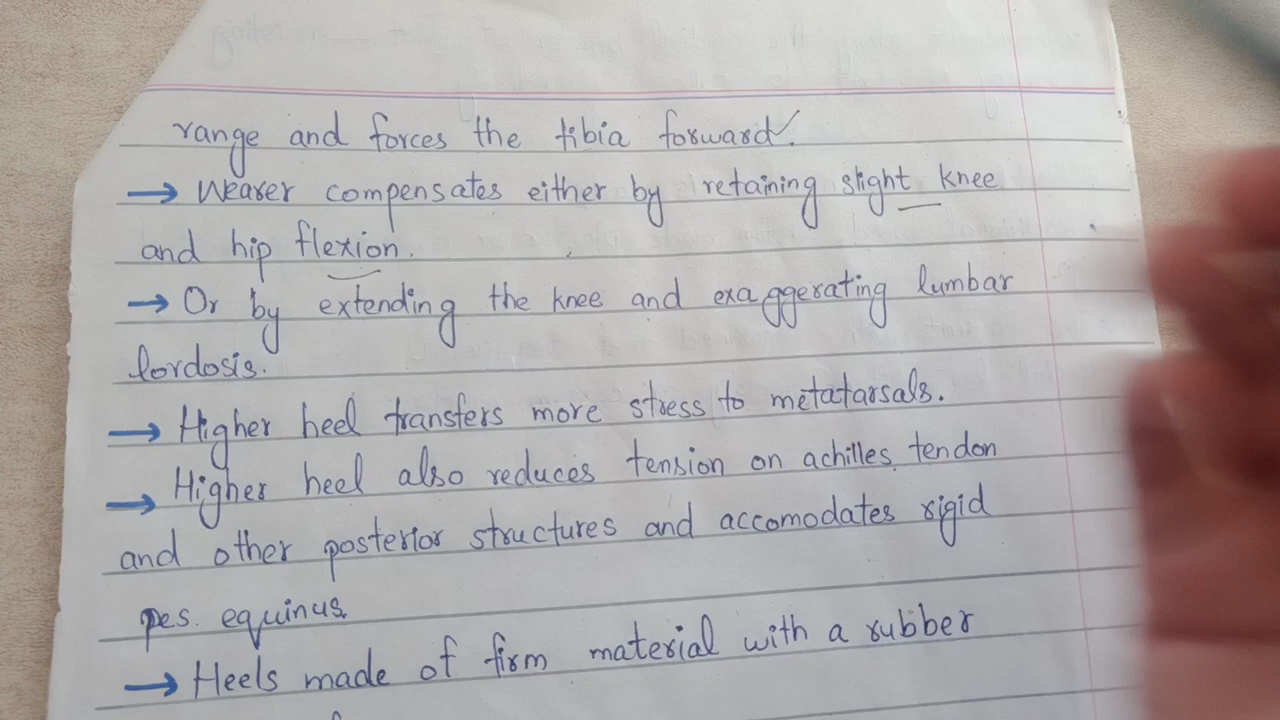 range and forces the tibia forward.
→ Wearer compensates either by retaining slight knee
and hip flexion.
→ Or by extending the knee and exaggerating lumbar
lordosis.
→ Higher heel transfers more stress to metatarsals.
→ Higher heel also reduces tension on achilles tendon
and other posterior structures and accomodates rigid
pes. equinus.
→ Heels made of firm material with a rubber